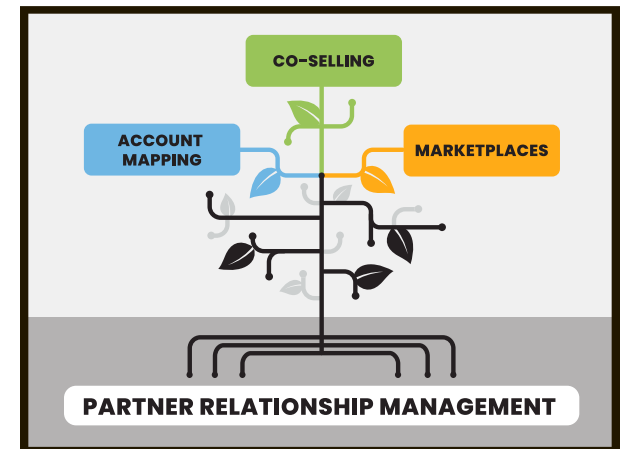 CO-SELLING
ACCOUNT
MAPPING
MARKETPLACES
PARTNER RELATIONSHIP MANAGEMENT